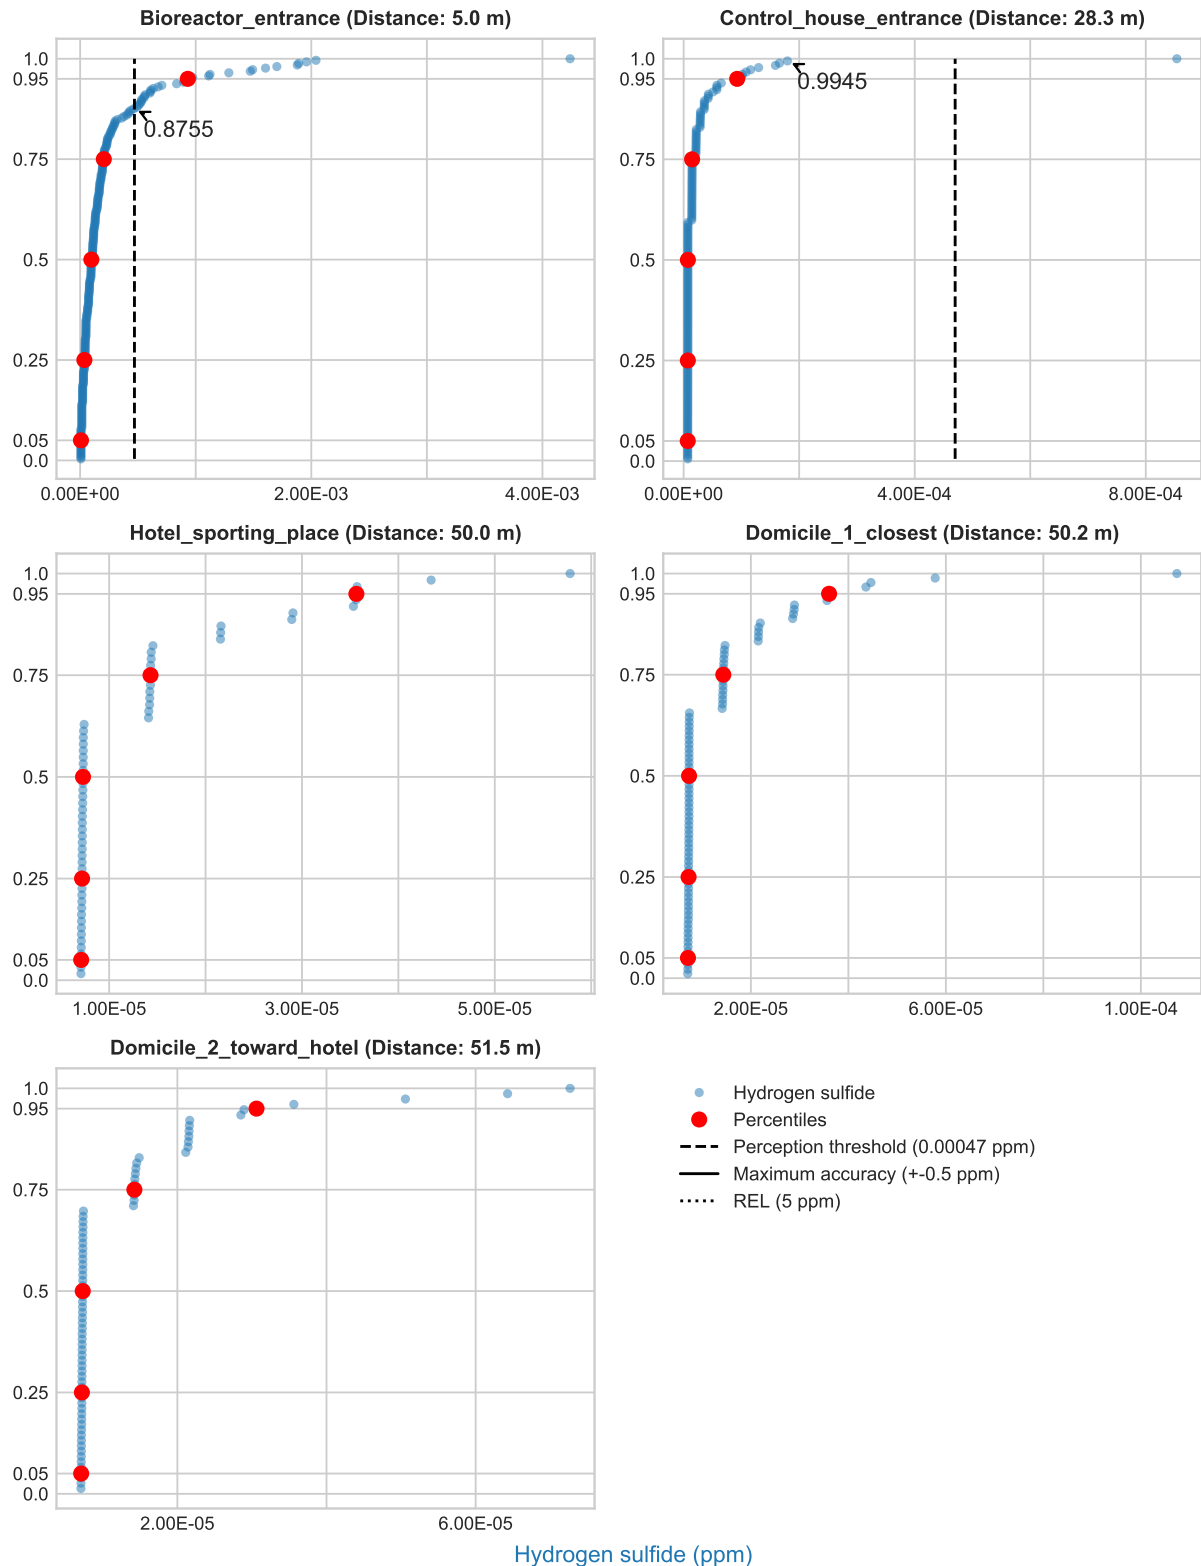 Bioreactor_entrance (Distance: 5.0 m)
1.0
0.95
0.75
0.5
0.25
0.05
0.0
0.8755
0.00E+00
2.00E-03
4.00E-03
Control_house_entrance (Distance: 28.3 m)
1.0
0.95
0.75
0.5
0.25
0.05
0.0
0.9945
0.00E+00
4.00E-04
8.00E-04
Hotel_sporting_place (Distance: 50.0 m)
1.0
0.95
0.75
0.5
0.25
0.05
0.0
1.00E-05
3.00E-05
5.00E-05
Domicile_1_closest (Distance: 50.2 m)
1.0
0.95
0.75
0.5
0.25
0.05
0.0
2.00E-05
6.00E-05
1.00E-04
Domicile_2_toward_hotel (Distance: 51.5 m)
1.0
0.95
0.75
0.5
0.25
0.05
0.0
2.00E-05
6.00E-05
Hydrogen sulfide
Percentiles
Perception threshold (0.00047 ppm)
Maximum accuracy (+-0.5 ppm)
REL (5 ppm)
Hydrogen sulfide (ppm)